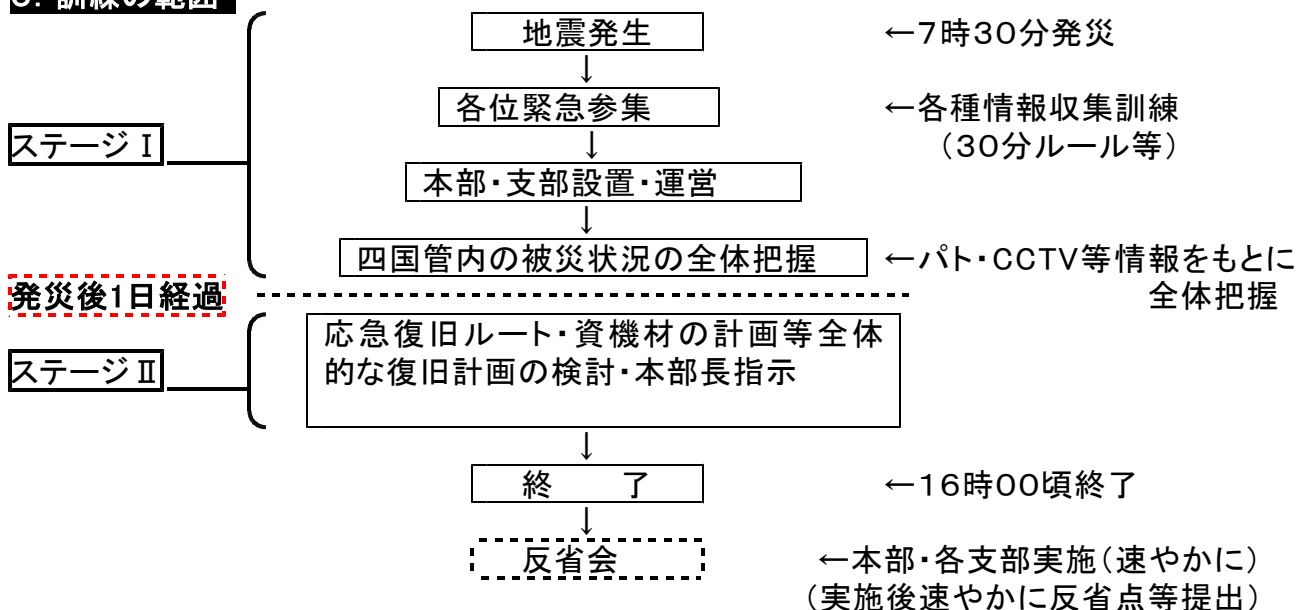 訓練の範囲
地震発生 ←7時30分発災
↓
各位緊急参集 ←各種情報収集訓練
(30分ルール等)
ステージⅠ
↓
本部・支部設置・運営
↓
四国管内の被災状況の全体把握 ←パト・CCTV等情報をもとに
全体把握
発災後1日経過
応急復旧ルート・資機材の計画等全体
的な復旧計画の検討・本部長指示
ステージⅡ
↓
終 了 ←16時00頃終了
↓
反省会 ←本部・各支部実施(速やかに)
(実施後速やかに反省点等提出)